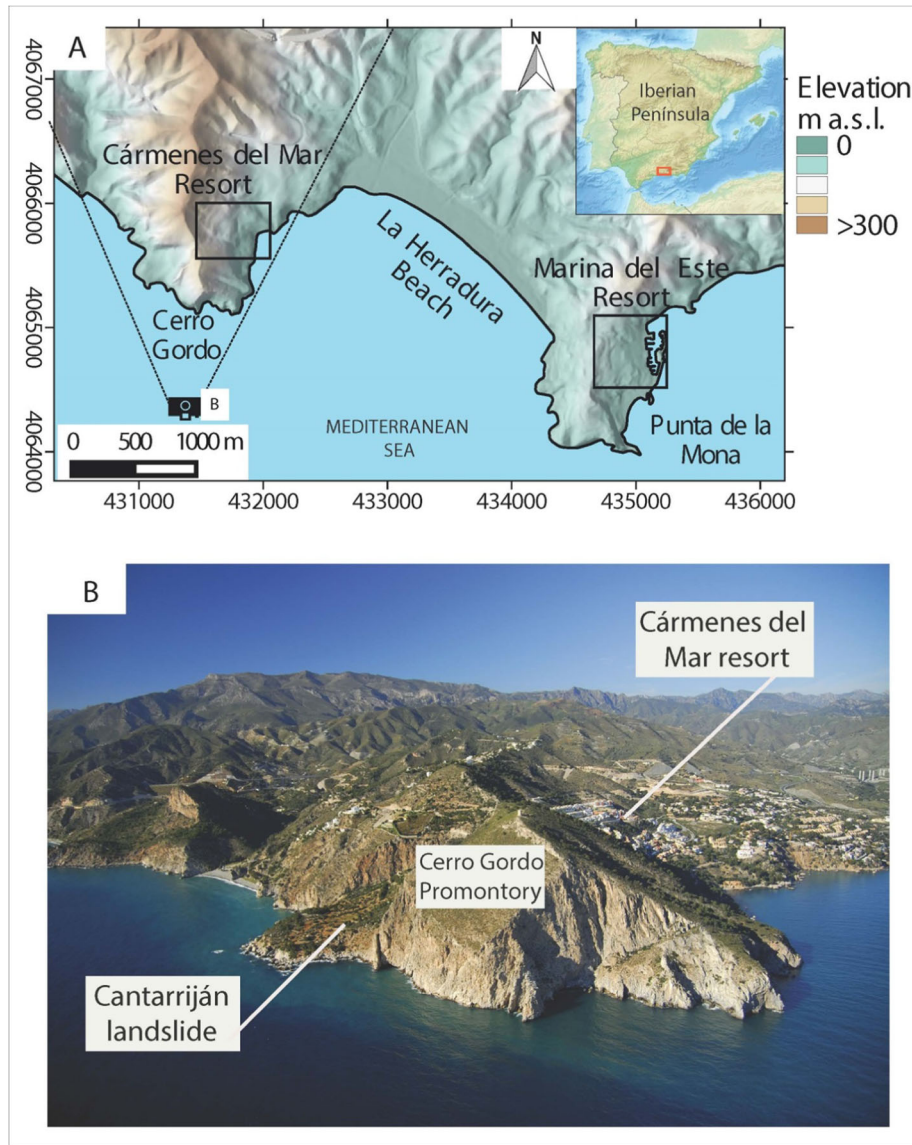 A
N
Iberian
Península
Elevation
m a.s.l.
0
>300
4067000
4066000
4065000
4064000
Cármenes del Mar
Resort
La Herradura
Beach
Marina del Este
Resort
Cerro
Gordo
B
0 500 1000 m
MEDITERRANEAN
SEA
Punta de la
Mona
431000 432000 433000 434000 435000 436000
B
Cármenes del
Mar resort
Cerro Gordo
Promontory
Cantarriján
landslide